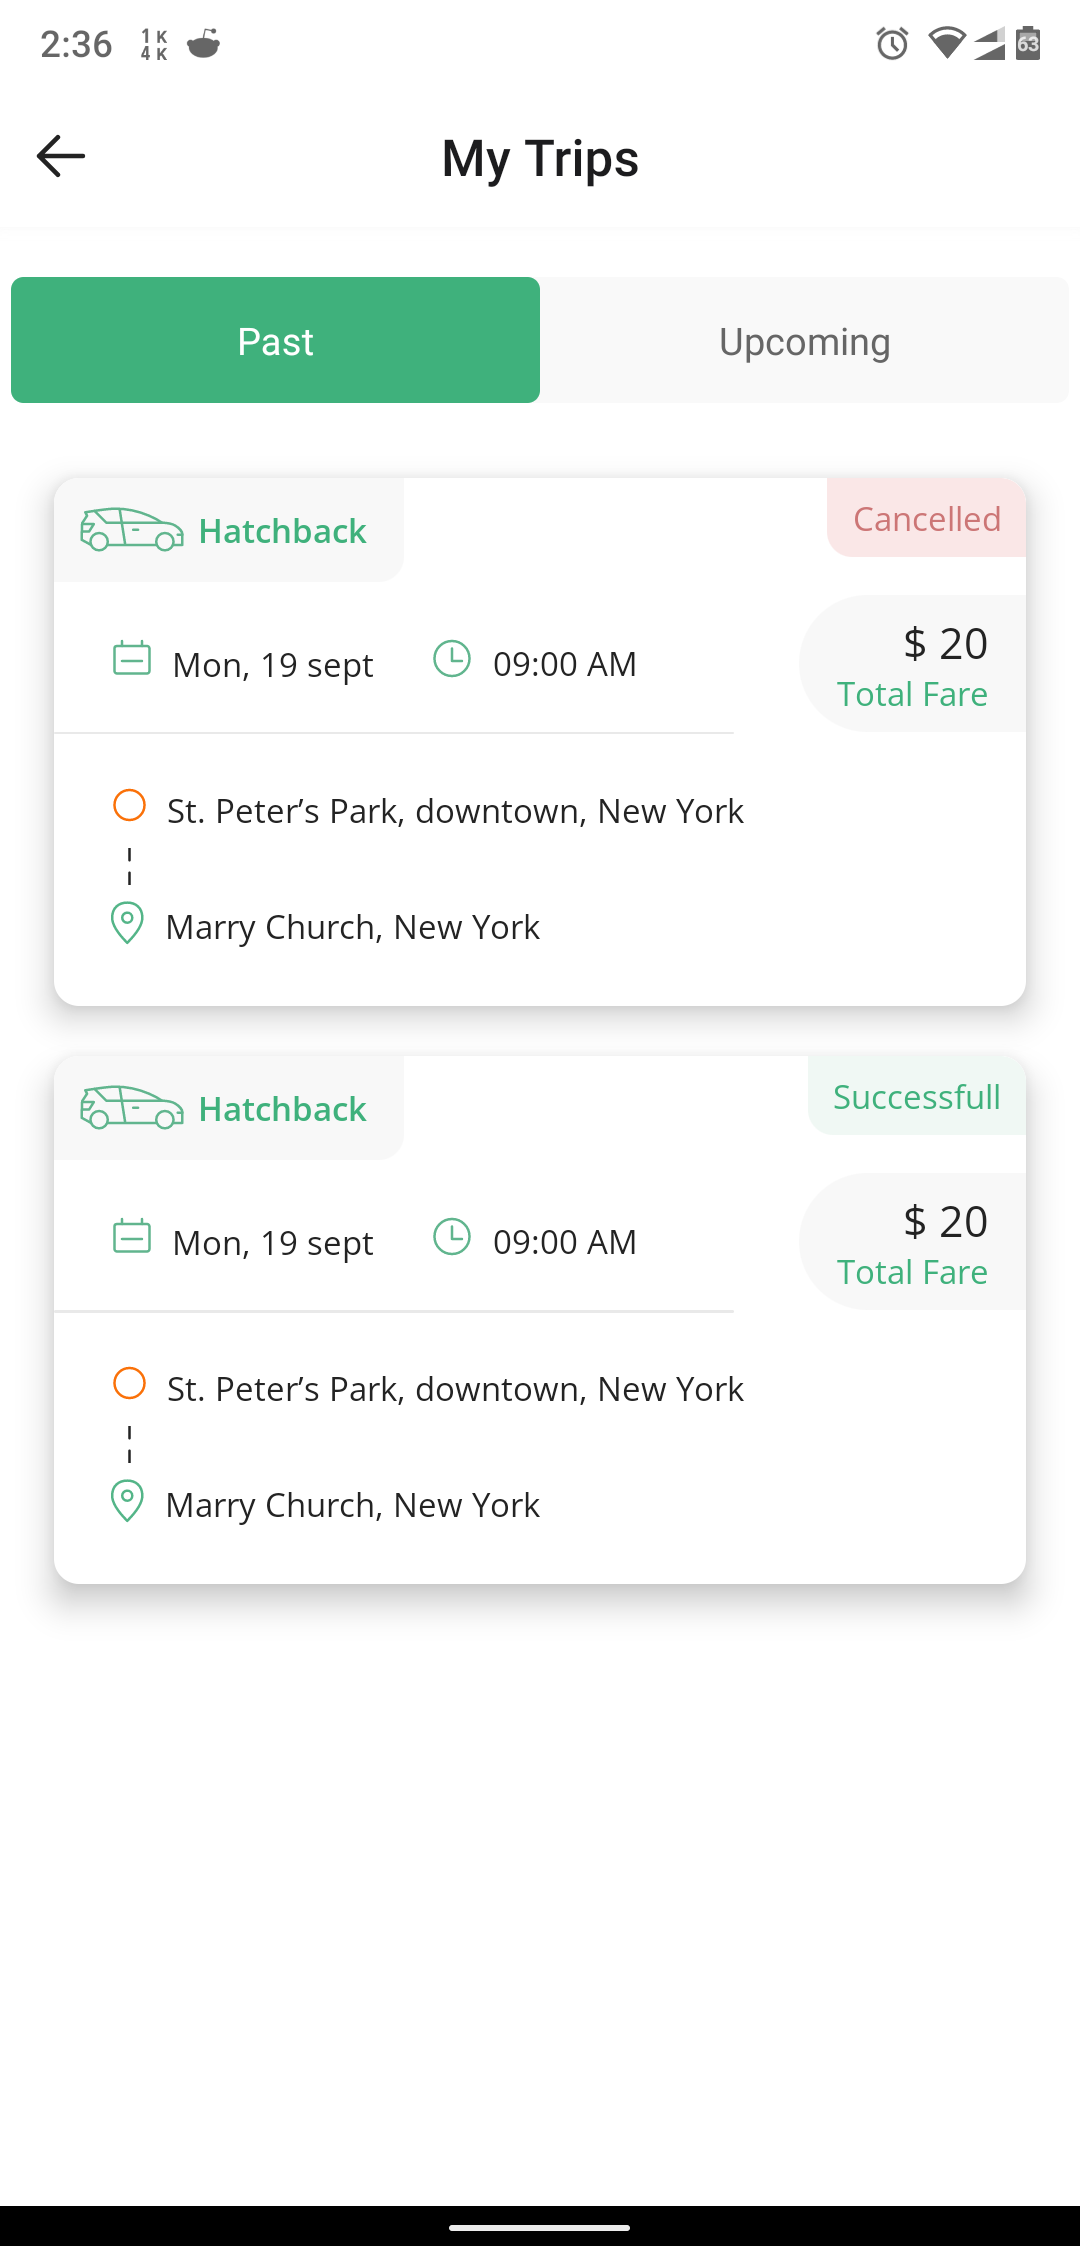 2:36
1 K
4 K
63
My Trips
Past
Upcoming
Hatchback
Cancelled
Mon, 19 sept
09:00 AM
$ 20
Total Fare
St. Peter’s Park, downtown, New York
Marry Church, New York
Hatchback
Successfull
Mon, 19 sept
09:00 AM
$ 20
Total Fare
St. Peter’s Park, downtown, New York
Marry Church, New York